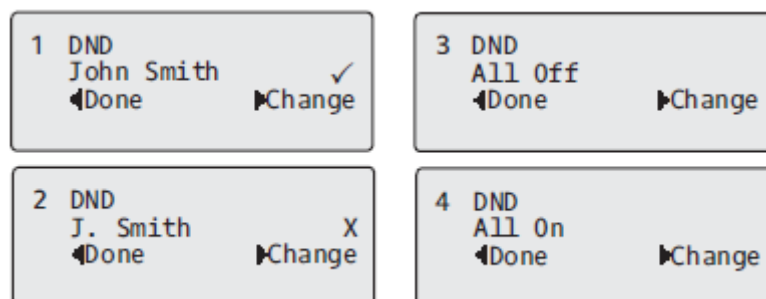 1 DND
John Smith ✓
◀Done ▶Change
2 DND
J. Smith X
◀Done ▶Change
3 DND
All Off
◀Done ▶Change
4 DND
All On
◀Done ▶Change